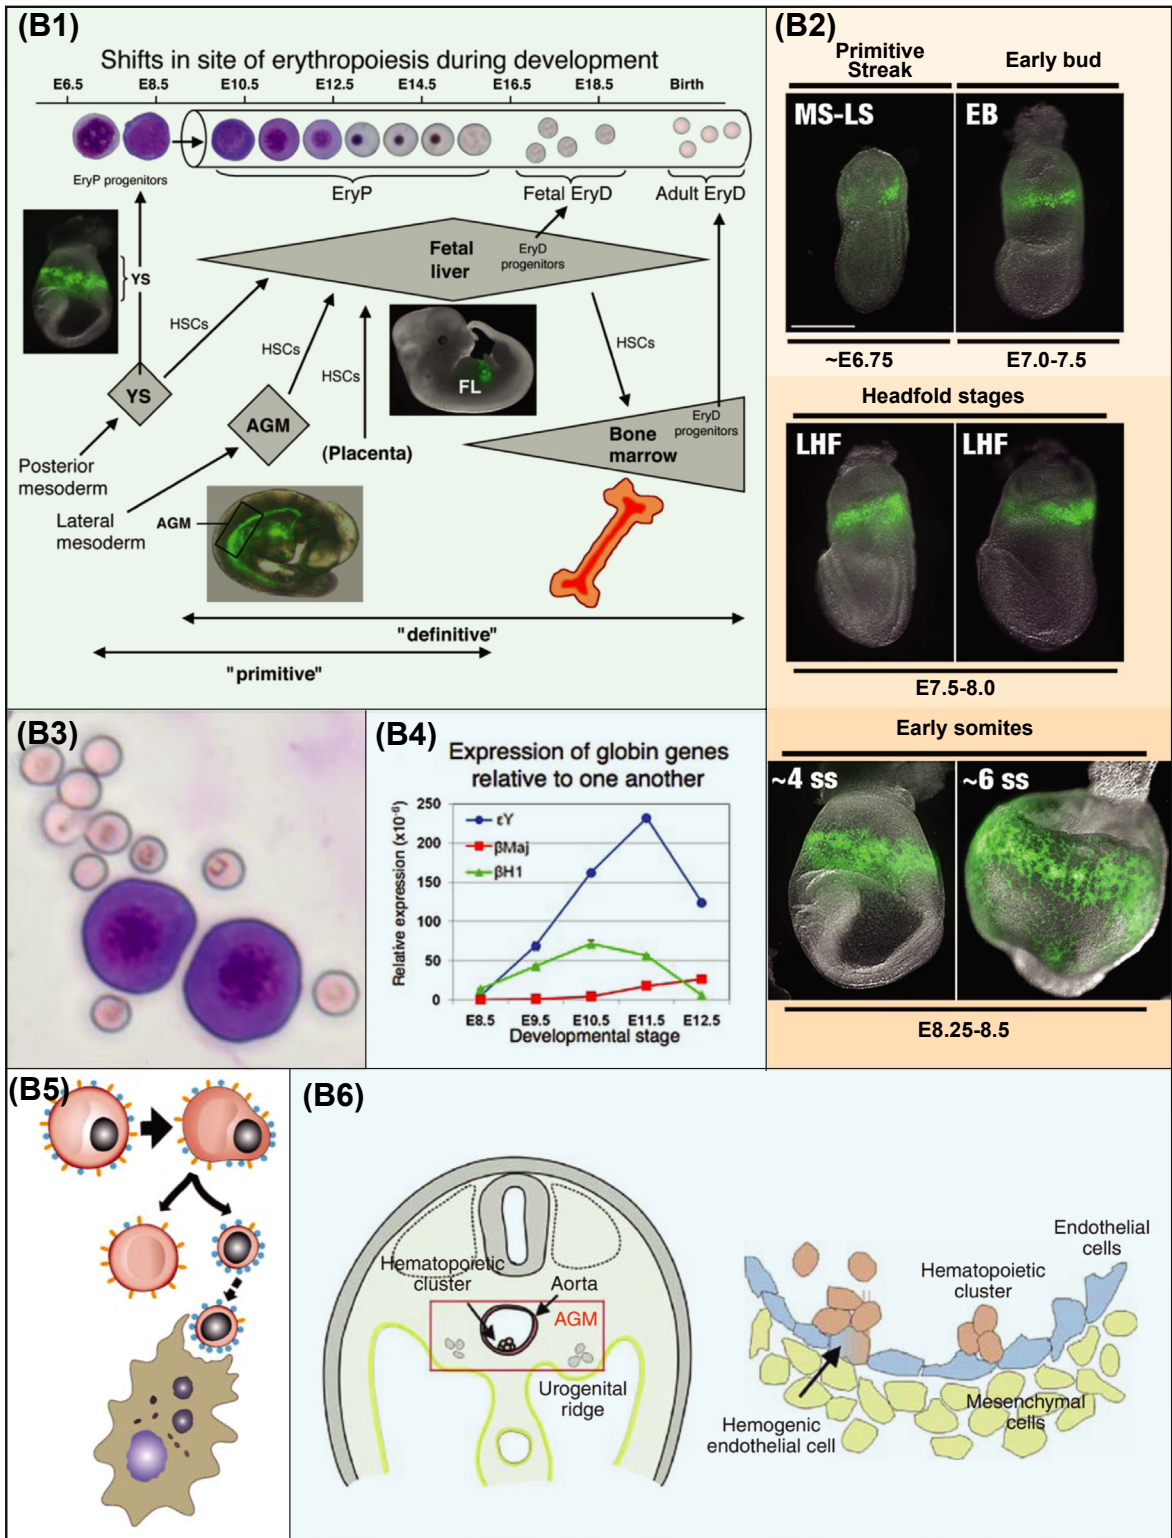 (B1)
Shifts in site of erythropoiesis during development
E6.5 E8.5 E10.5 E12.5 E14.5 E16.5 E18.5 Birth
EryP progenitors
EryP
Fetal EryD
Adult EryD
YS
Fetal
liver
EryD
progenitors
HSCs
HSCs
HSCs
HSCs
YS
AGM
(Placenta)
FL
Bone
marrow
EryD
progenitors
Posterior
mesoderm
Lateral
mesoderm
AGM
"definitive"
"primitive"
(B2)
Primitive
Streak
Early bud
MS-LS
EB
~E6.75
E7.0-7.5
Headfold stages
LHF
LHF
E7.5-8.0
Early somites
~4 ss
~6 ss
E8.25-8.5
(B3)
(B4)
Expression of globin genes
relative to one another
Relative expression (x10⁻⁶)
250
200
150
100
50
0
εY
βMaj
βH1
E8.5 E9.5 E10.5 E11.5 E12.5
Developmental stage
(B5)
(B6)
Hematopoietic
cluster
Aorta
AGM
Urogenital
ridge
Endothelial
cells
Hematopoietic
cluster
Mesenchymal
cells
Hemogenic
endothelial cell